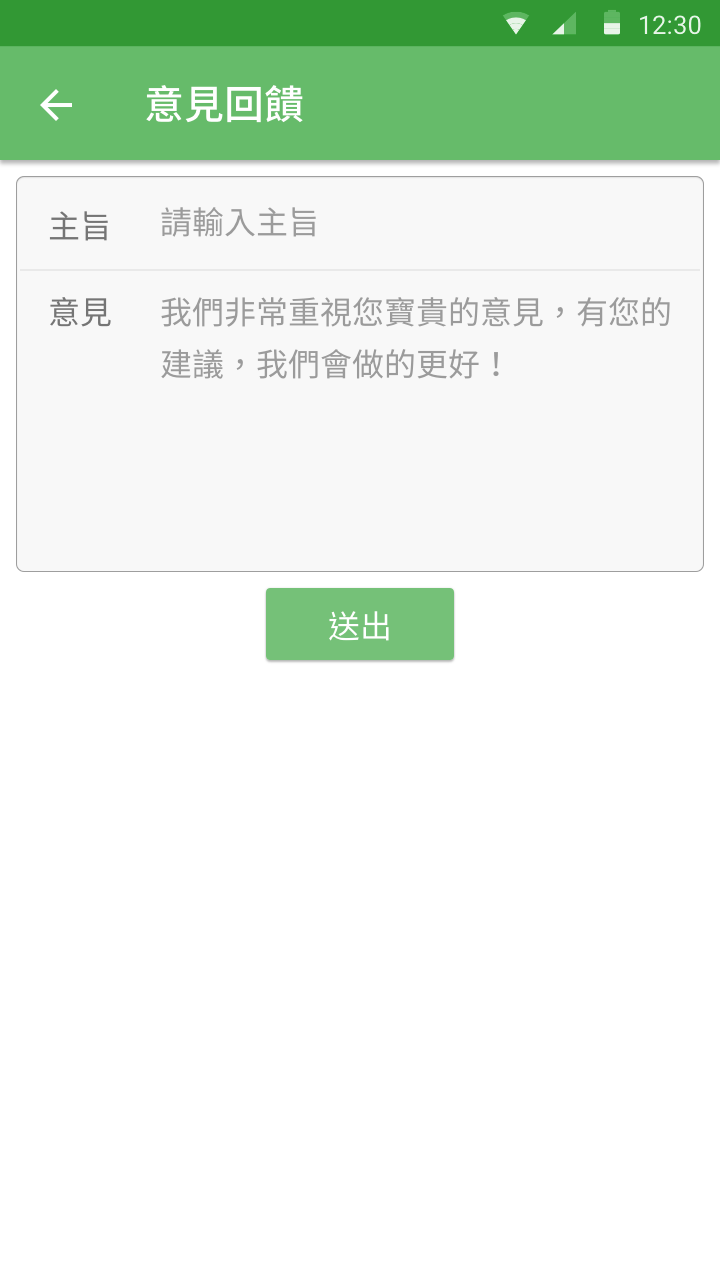 12:30
意見回饋
主旨 請輸入主旨
意見 我們非常重視您寶貴的意見，有您的
建議，我們會做的更好！
送出